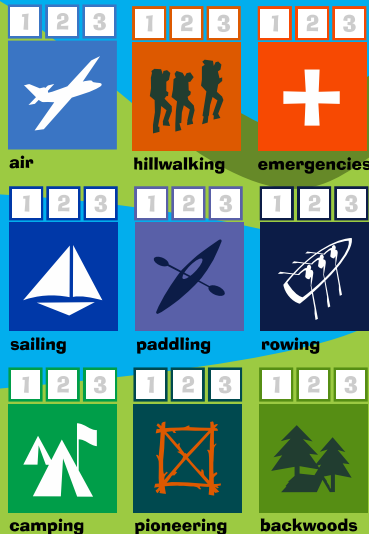 1 2 3 1 2 3 1 2 3
air hillwalking emergencies
1 2 3 1 2 3 1 2 3
sailing paddling rowing
1 2 3 1 2 3 1 2 3
camping pioneering backwoods